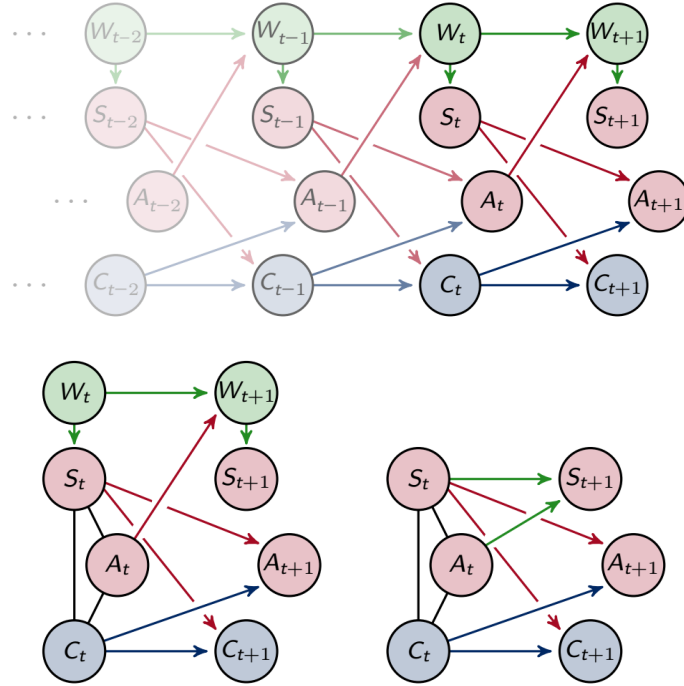 ... W_{t−2} W_{t−1} W_t W_{t+1}
... S_{t−2} S_{t−1} S_t S_{t+1}
... A_{t−2} A_{t−1} A_t A_{t+1}
... C_{t−2} C_{t−1} C_t C_{t+1}
W_t W_{t+1}
S_t S_{t+1}
A_t A_{t+1}
C_t C_{t+1}
S_t S_{t+1}
A_t A_{t+1}
C_t C_{t+1}